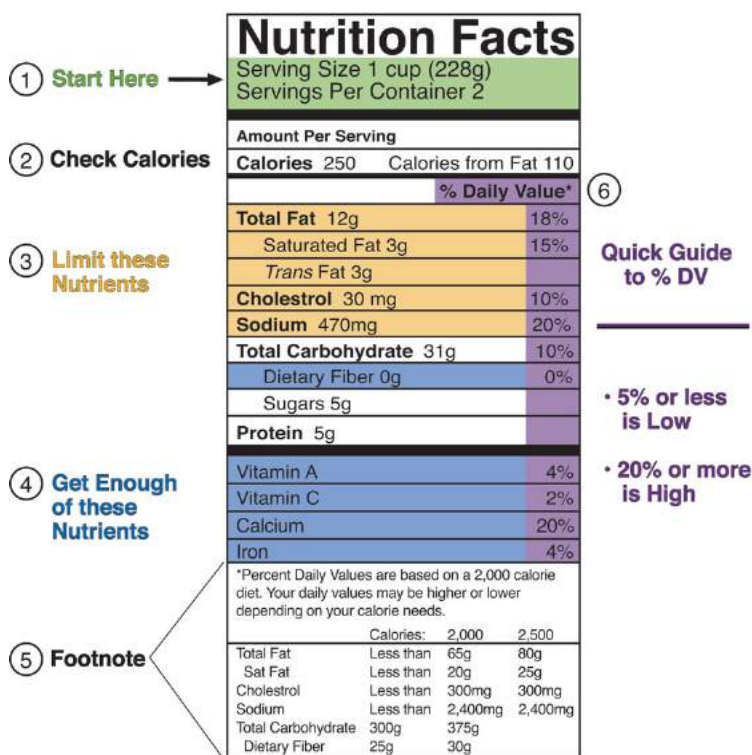 Nutrition Facts
① Start Here
Serving Size 1 cup (228g)
Servings Per Container 2
Amount Per Serving
② Check Calories
Calories 250 Calories from Fat 110
% Daily Value*
⑥
Total Fat 12g 18%
Saturated Fat 3g 15%
③ Limit these
Nutrients
Trans Fat 3g
Cholestrol 30 mg 10%
Sodium 470mg 20%
Quick Guide
to % DV
Total Carbohydrate 31g 10%
Dietary Fiber 0g 0%
Sugars 5g
Protein 5g
• 5% or less
is Low
• 20% or more
is High
④ Get Enough
of these
Nutrients
Vitamin A 4%
Vitamin C 2%
Calcium 20%
Iron 4%
⑤ Footnote
*Percent Daily Values are based on a 2,000 calorie
diet. Your daily values may be higher or lower
depending on your calorie needs.
Calories: 2,000 2,500
Total Fat Less than 65g 80g
Sat Fat Less than 20g 25g
Cholestrol Less than 300mg 300mg
Sodium Less than 2,400mg 2,400mg
Total Carbohydrate 300g 375g
Dietary Fiber 25g 30g